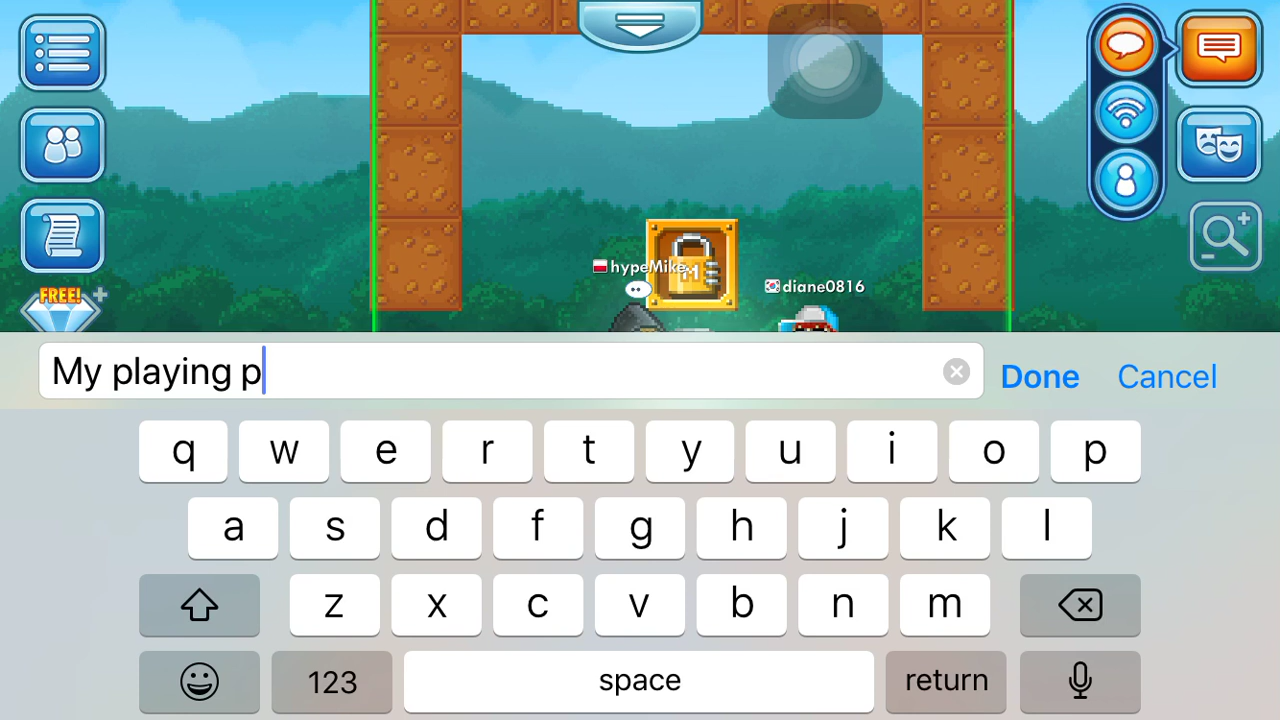 FREE!
hypeMike
M
diane0816
My playing p
Done
Cancel
q w e r t y u i o p
a s d f g h j k l
z x c v b n m
123
space
return